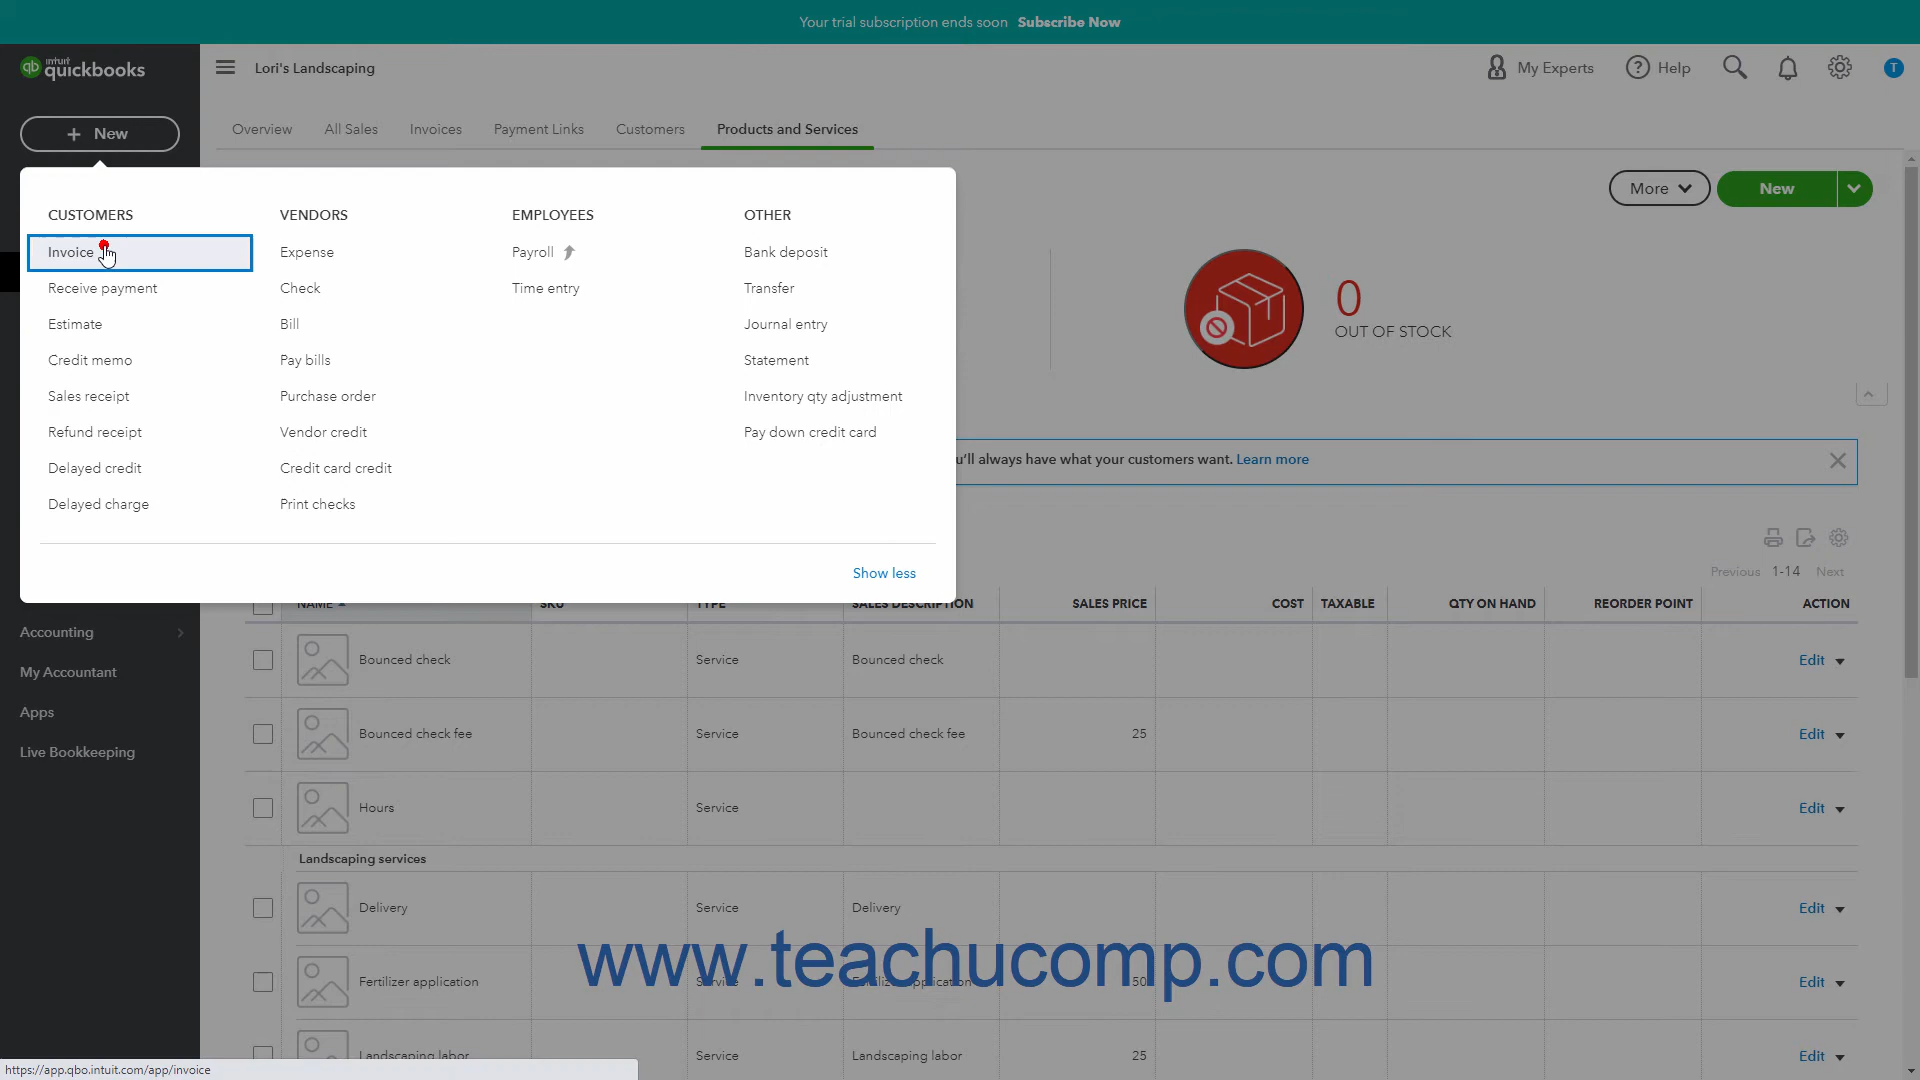 Your trial subscription ends soon Subscribe Now
intuit
quickbooks
Lori's Landscaping
My Experts
Help
T
+ New
Overview
All Sales
Invoices
Payment Links
Customers
Products and Services
More
New
CUSTOMERS
Invoice
Receive payment
Estimate
Credit memo
Sales receipt
Refund receipt
Delayed credit
Delayed charge
VENDORS
Expense
Check
Bill
Pay bills
Purchase order
Vendor credit
Credit card credit
Print checks
EMPLOYEES
Payroll
Time entry
OTHER
Bank deposit
Transfer
Journal entry
Statement
Inventory qty adjustment
Pay down credit card
Show less
0
OUT OF STOCK
u'll always have what your customers want. Learn more
Previous 1-14 Next
Accounting
My Accountant
Apps
Live Bookkeeping
NAME SKU TYPE SALES DESCRIPTION SALES PRICE COST TAXABLE QTY ON HAND REORDER POINT ACTION
Bounced check Service Bounced check Edit
Bounced check fee Service Bounced check fee 25 Edit
Hours Service Edit
Landscaping services
Delivery Service Delivery Edit
www.teachucomp.com
Fertilizer application Service Fertilizer application 50 Edit
Landscaping labor Service Landscaping labor 25 Edit
https://app.qbo.intuit.com/app/invoice